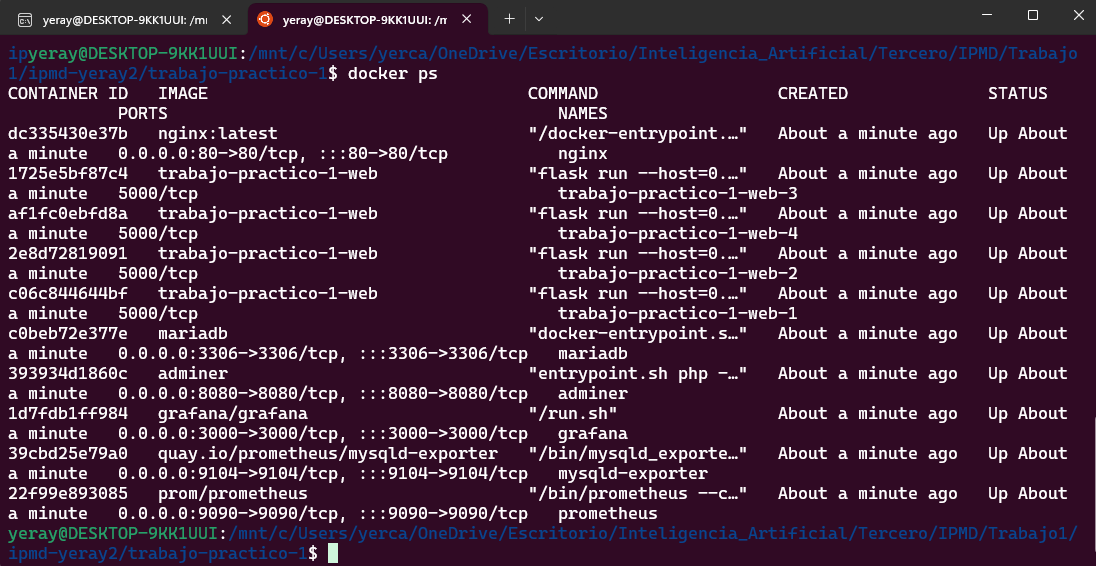 yeray@DESKTOP-9KK1UUI: /mı
yeray@DESKTOP-9KK1UUI: /m
ipyeray@DESKTOP-9KK1UUI:/mnt/c/Users/yerca/OneDrive/Escritorio/Inteligencia_Artificial/Tercero/IPMD/Trabajo
1/ipmd-yeray2/trabajo-practico-1$ docker ps
CONTAINER ID   IMAGE                                COMMAND                  CREATED              STATUS
           PORTS                                       NAMES
dc335430e37b   nginx:latest                         "/docker-entrypoint.…"   About a minute ago   Up About
a minute   0.0.0.0:80->80/tcp, :::80->80/tcp           nginx
1725e5bf87c4   trabajo-practico-1-web               "flask run --host=0.…"   About a minute ago   Up About
a minute   5000/tcp                                    trabajo-practico-1-web-3
af1fc0ebfd8a   trabajo-practico-1-web               "flask run --host=0.…"   About a minute ago   Up About
a minute   5000/tcp                                    trabajo-practico-1-web-4
2e8d72819091   trabajo-practico-1-web               "flask run --host=0.…"   About a minute ago   Up About
a minute   5000/tcp                                    trabajo-practico-1-web-2
c06c844644bf   trabajo-practico-1-web               "flask run --host=0.…"   About a minute ago   Up About
a minute   5000/tcp                                    trabajo-practico-1-web-1
c0beb72e377e   mariadb                              "docker-entrypoint.s…"   About a minute ago   Up About
a minute   0.0.0.0:3306->3306/tcp, :::3306->3306/tcp   mariadb
393934d1860c   adminer                              "entrypoint.sh php -…"   About a minute ago   Up About
a minute   0.0.0.0:8080->8080/tcp, :::8080->8080/tcp   adminer
1d7fdb1ff984   grafana/grafana                      "/run.sh"                About a minute ago   Up About
a minute   0.0.0.0:3000->3000/tcp, :::3000->3000/tcp   grafana
39cbd25e79a0   quay.io/prometheus/mysqld-exporter   "/bin/mysqld_exporte…"   About a minute ago   Up About
a minute   0.0.0.0:9104->9104/tcp, :::9104->9104/tcp   mysqld-exporter
22f99e893085   prom/prometheus                      "/bin/prometheus --c…"   About a minute ago   Up About
a minute   0.0.0.0:9090->9090/tcp, :::9090->9090/tcp   prometheus
yeray@DESKTOP-9KK1UUI:/mnt/c/Users/yerca/OneDrive/Escritorio/Inteligencia_Artificial/Tercero/IPMD/Trabajo1/
ipmd-yeray2/trabajo-practico-1$